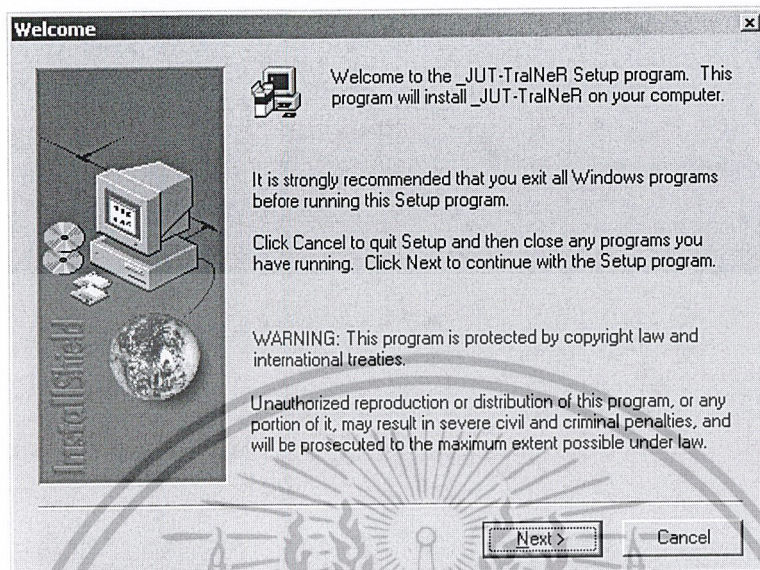 Welcome
Welcome to the _JUT-TraINeR Setup program. This
program will install _JUT-TraINeR on your computer.
It is strongly recommended that you exit all Windows programs
before running this Setup program.
Click Cancel to quit Setup and then close any programs you
have running. Click Next to continue with the Setup program.
WARNING: This program is protected by copyright law and
international treaties.
Unauthorized reproduction or distribution of this program, or any
portion of it, may result in severe civil and criminal penalties, and
will be prosecuted to the maximum extent possible under law.
InstallShield
Next >
Cancel